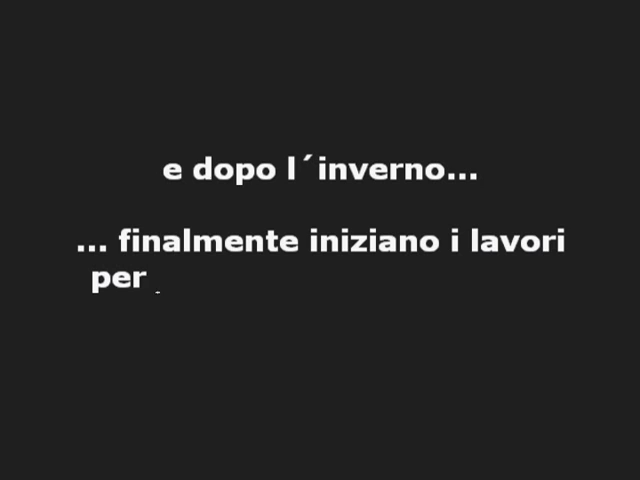 e dopo l´inverno...
... finalmente iniziano i lavori
per